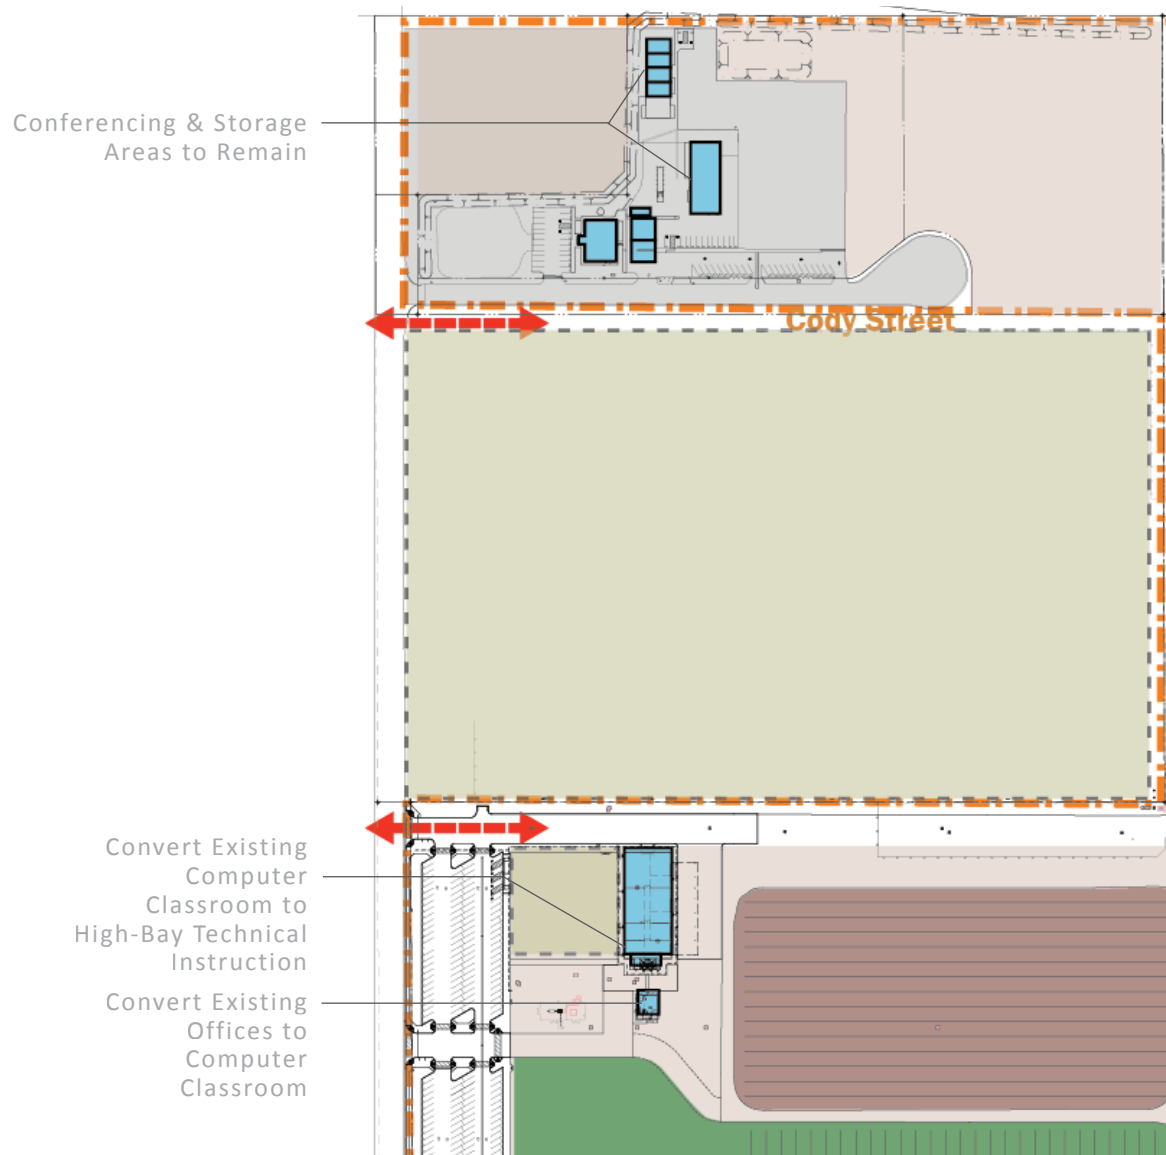 Conferencing & Storage
Areas to Remain
Cody Street
Convert Existing
Computer
Classroom to
High-Bay Technical
Instruction
Convert Existing
Offices to
Computer
Classroom